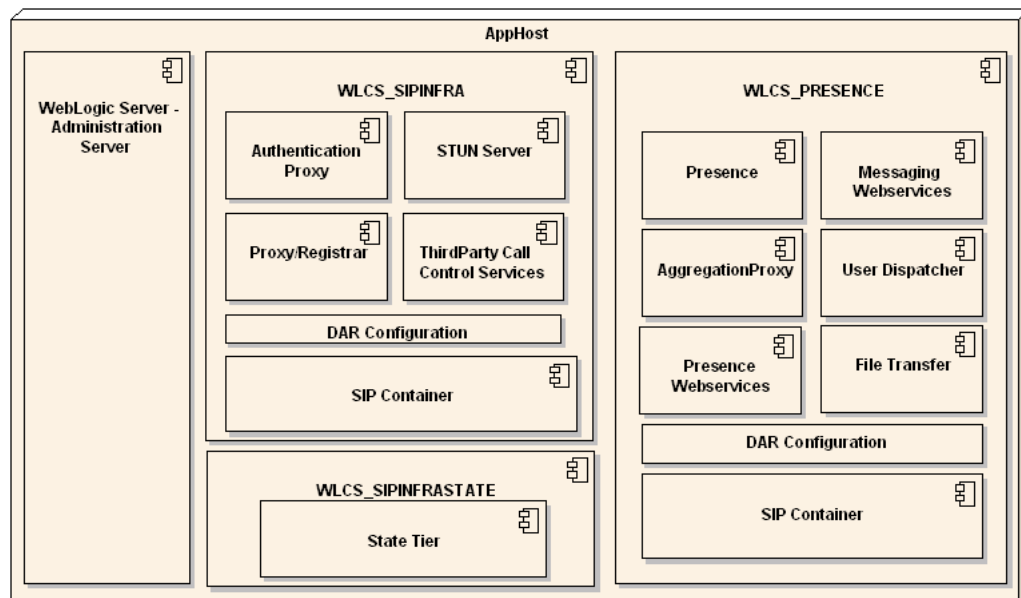 AppHost
WebLogic Server -
Administration
Server
WLCS_SIPINFRA
Authentication
Proxy
STUN Server
Proxy/Registrar
ThirdParty Call
Control Services
DAR Configuration
SIP Container
WLCS_SIPINFRASTATE
State Tier
WLCS_PRESENCE
Presence
Messaging
Webservices
AggregationProxy
User Dispatcher
Presence
Webservices
File Transfer
DAR Configuration
SIP Container